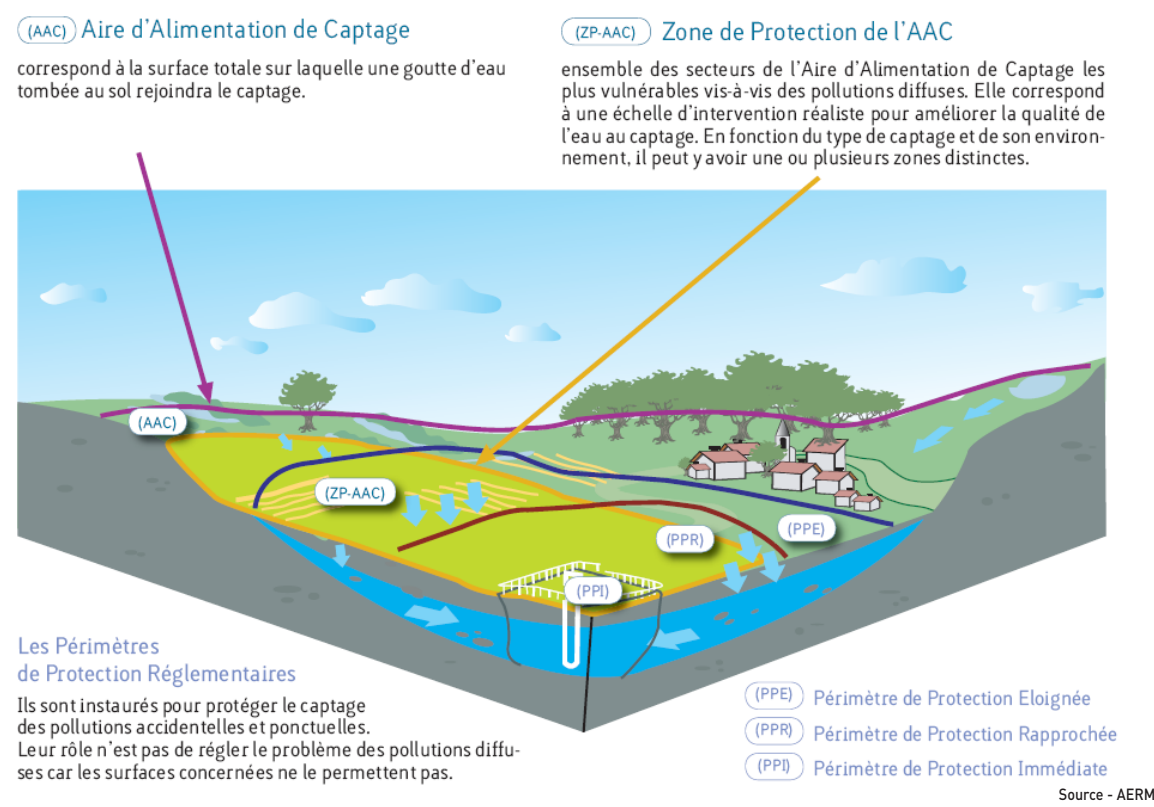 (AAC) Aire d'Alimentation de Captage
correspond à la surface totale sur laquelle une goutte d'eau
tombée au sol rejoindra le captage.
(ZP-AAC) Zone de Protection de l'AAC
ensemble des secteurs de l'Aire d'Alimentation de Captage les
plus vulnérables vis-à-vis des pollutions diffuses. Elle correspond
à une échelle d'intervention réaliste pour améliorer la qualité de
l'eau au captage. En fonction du type de captage et de son environ-
nement, il peut y avoir une ou plusieurs zones distinctes.
(AAC)
(ZP-AAC)
(PPE)
(PPR)
(PPI)
Les Périmètres
de Protection Réglementaires
Ils sont instaurés pour protéger le captage
des pollutions accidentelles et ponctuelles.
Leur rôle n'est pas de régler le problème des pollutions diffu-
ses car les surfaces concernées ne le permettent pas.
(PPE) Périmètre de Protection Eloignée
(PPR) Périmètre de Protection Rapprochée
(PPI) Périmètre de Protection Immédiate
Source - AERM